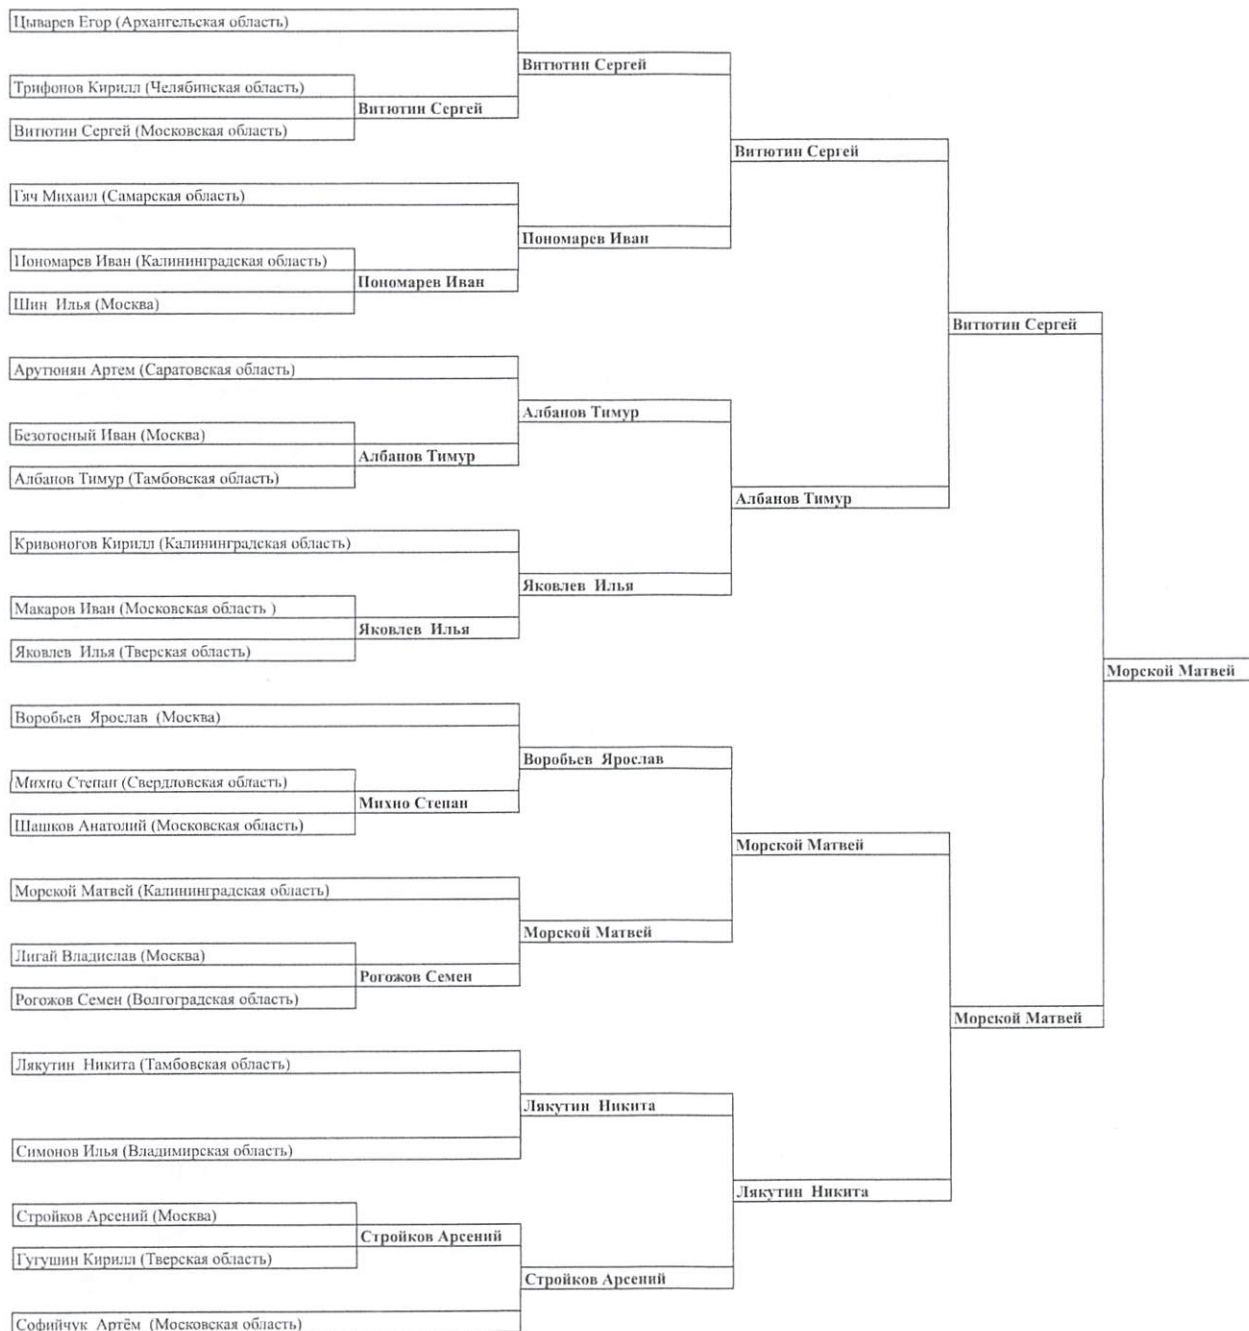 Цыварев Егор (Архангельская область)
Витютин Сергей
Трифонов Кирилл (Челябинская область)
Витютин Сергей
Витютин Сергей (Московская область)
Витютин Сергей
Гяч Михаил (Самарская область)
Пономарев Иван
Пономарев Иван (Калининградская область)
Пономарев Иван
Шин Илья (Москва)
Витютин Сергей
Арутюнян Артем (Саратовская область)
Албанов Тимур
Безотосный Иван (Москва)
Албанов Тимур
Албанов Тимур (Тамбовская область)
Албанов Тимур
Кривоногов Кирилл (Калининградская область)
Яковлев Илья
Макаров Иван (Московская область )
Яковлев Илья
Яковлев Илья (Тверская область)
Морской Матвей
Воробьев Ярослав (Москва)
Воробьев Ярослав
Михно Степан (Свердловская область)
Михно Степан
Шашков Анатолий (Московская область)
Морской Матвей
Морской Матвей (Калининградская область)
Морской Матвей
Лигай Владислав (Москва)
Рогожов Семен
Рогожов Семен (Волгоградская область)
Морской Матвей
Лякутин Никита (Тамбовская область)
Лякутин Никита
Симонов Илья (Владимирская область)
Лякутин Никита
Стройков Арсений (Москва)
Стройков Арсений
Гугушин Кирилл (Тверская область)
Стройков Арсений
Софийчук Артём (Московская область)